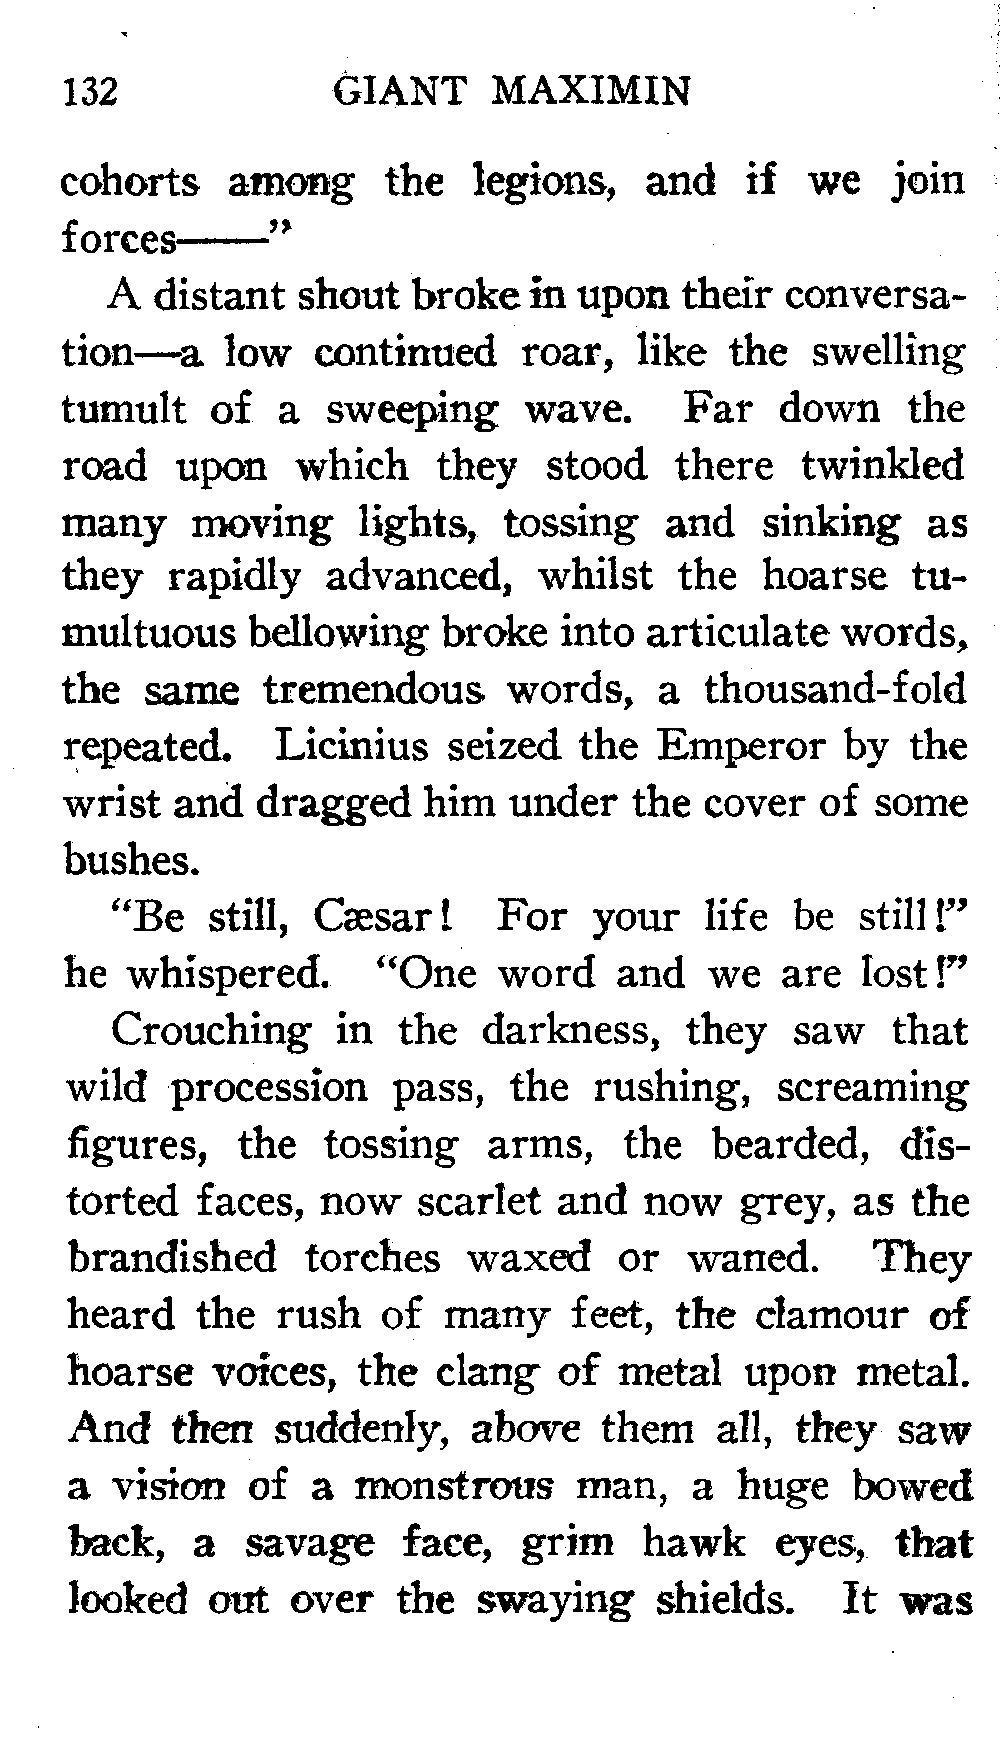 132 GIANT MAXIMIN
cohorts among the legions, and if we join
forces——"
A distant shout broke in upon their conversa-
tion—a low continued roar, like the swelling
tumult of a sweeping wave. Far down the
road upon which they stood there twinkled
many moving lights, tossing and sinking as
they rapidly advanced, whilst the hoarse tu-
multuous bellowing broke into articulate words,
the same tremendous words, a thousand-fold
repeated. Licinius seized the Emperor by the
wrist and dragged him under the cover of some
bushes.
"Be still, Cæsar! For your life be still!"
he whispered. "One word and we are lost!"
Crouching in the darkness, they saw that
wild procession pass, the rushing, screaming
figures, the tossing arms, the bearded, dis-
torted faces, now scarlet and now grey, as the
brandished torches waxed or waned. They
heard the rush of many feet, the clamour of
hoarse voices, the clang of metal upon metal.
And then suddenly, above them all, they saw
a vision of a monstrous man, a huge bowed
back, a savage face, grim hawk eyes, that
looked out over the swaying shields. It was